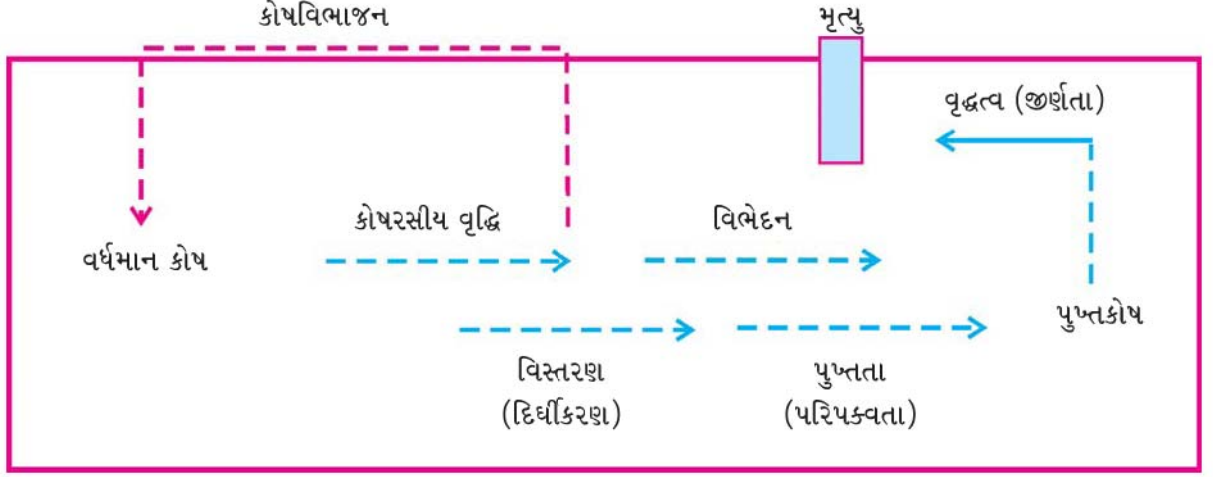 કોષવિભાજન
મૃત્યુ
વૃદ્ધત્વ (જીર્ણતા)
કોષરસીય વૃદ્ધિ
વિભેદન
વર્ધમાન કોષ
પુખ્તકોષ
વિસ્તરણ
(દિર્ઘીકરણ)
પુખ્તતા
(પરિપક્વતા)